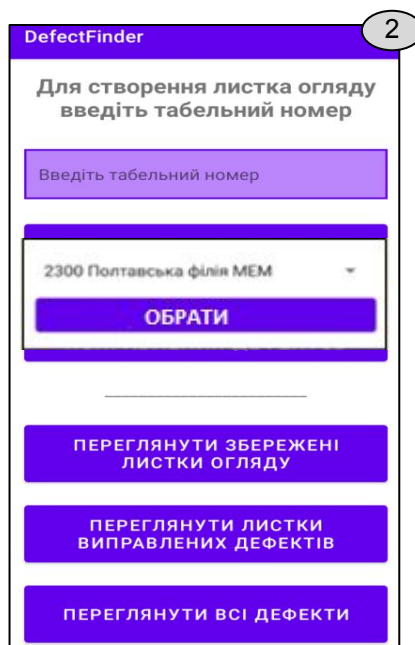 2
DefectFinder
Для створення листка огляду
введіть табельний номер
Введіть табельний номер
2300 Полтавська філія МЕМ
ОБРАТИ
ПЕРЕГЛЯНУТИ ЗБЕРЕЖЕНІ
ЛИСТКИ ОГЛЯДУ
ПЕРЕГЛЯНУТИ ЛИСТКИ
ВИПРАВЛЕНИХ ДЕФЕКТІВ
ПЕРЕГЛЯНУТИ ВСІ ДЕФЕКТИ